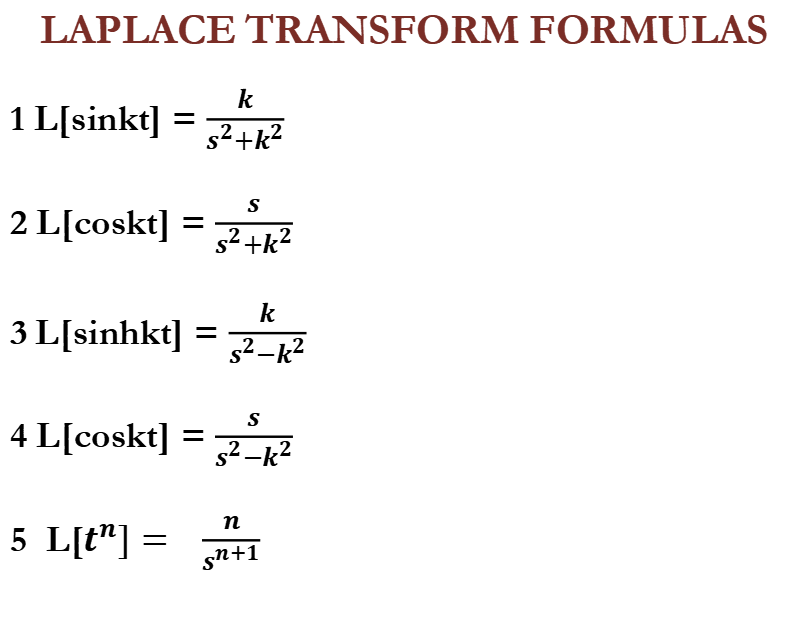 LAPLACE TRANSFORM FORMULAS
1 L[sinkt] = k/(s²+k²)
2 L[coskt] = s/(s²+k²)
3 L[sinhkt] = k/(s²−k²)
4 L[coskt] = s/(s²−k²)
5 L[tⁿ] = n/sⁿ⁺¹